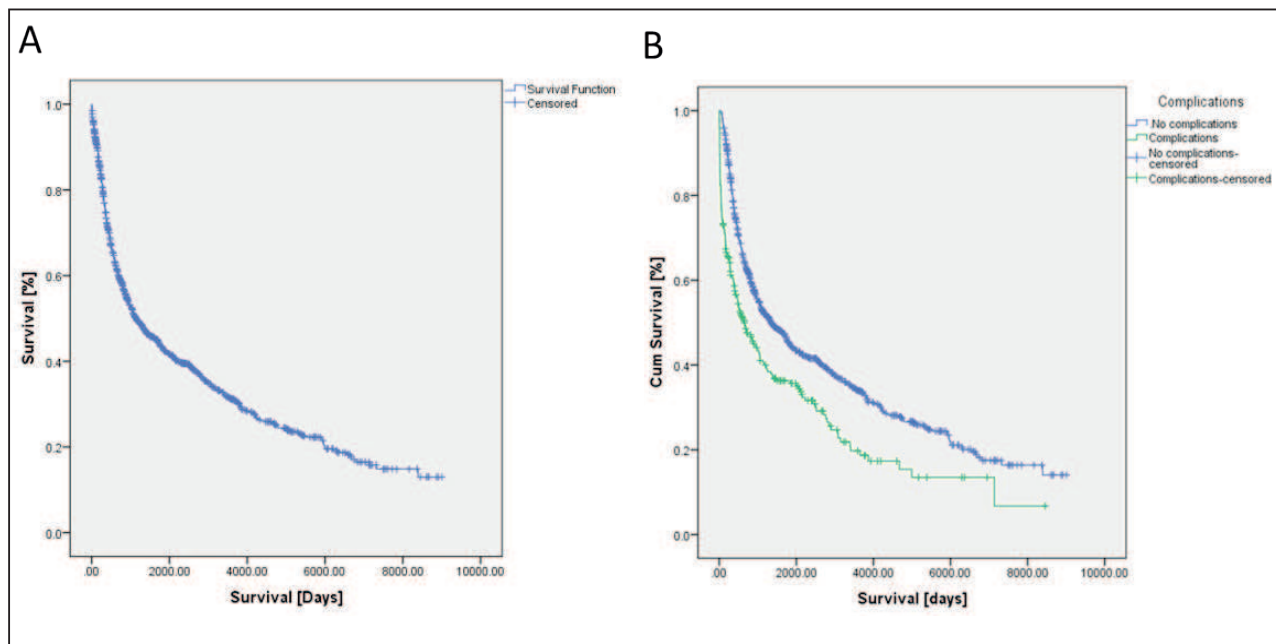 A
Survival Function
Censored
1.0
0.8
0.6
0.4
0.2
0.0
Survival [%]
.00
2000.00
4000.00
6000.00
8000.00
10000.00
Survival [Days]
B
Complications
No complications
Complications
No complications-
censored
Complications-censored
1.0
0.8
0.6
0.4
0.2
0.0
Cum Survival [%]
.00
2000.00
4000.00
6000.00
8000.00
10000.00
Survival [days]